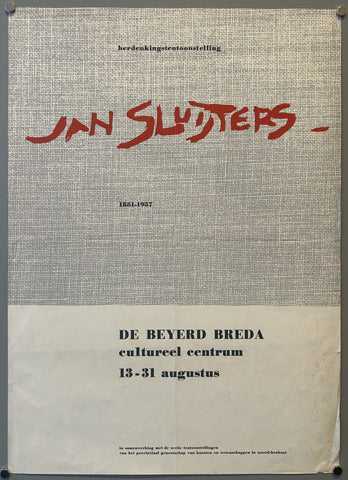 herdenkingstentoonstelling
JAN SLUIJTERS
1881-1957
DE BEYERD BREDA
cultureel centrum
13-31 augustus
in samenwerking met de sectie tentoonstellingen
van het provinciaal genootschap van kunsten en wetenschappen in noord-brabant